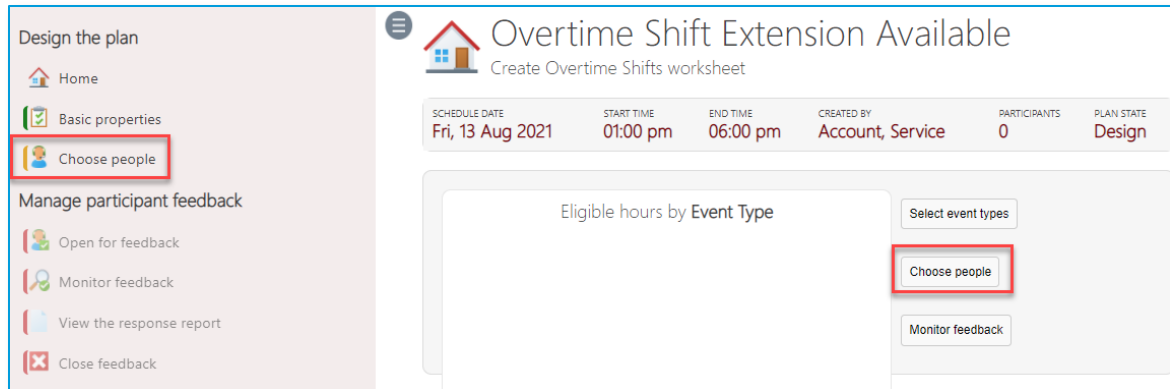 Design the plan
Home
Basic properties
Choose people
Manage participant feedback
Open for feedback
Monitor feedback
View the response report
Close feedback
Overtime Shift Extension Available
Create Overtime Shifts worksheet
SCHEDULE DATE START TIME END TIME CREATED BY PARTICIPANTS PLAN STATE
Fri, 13 Aug 2021 01:00 pm 06:00 pm Account, Service 0 Design
Eligible hours by Event Type
Select event types
Choose people
Monitor feedback